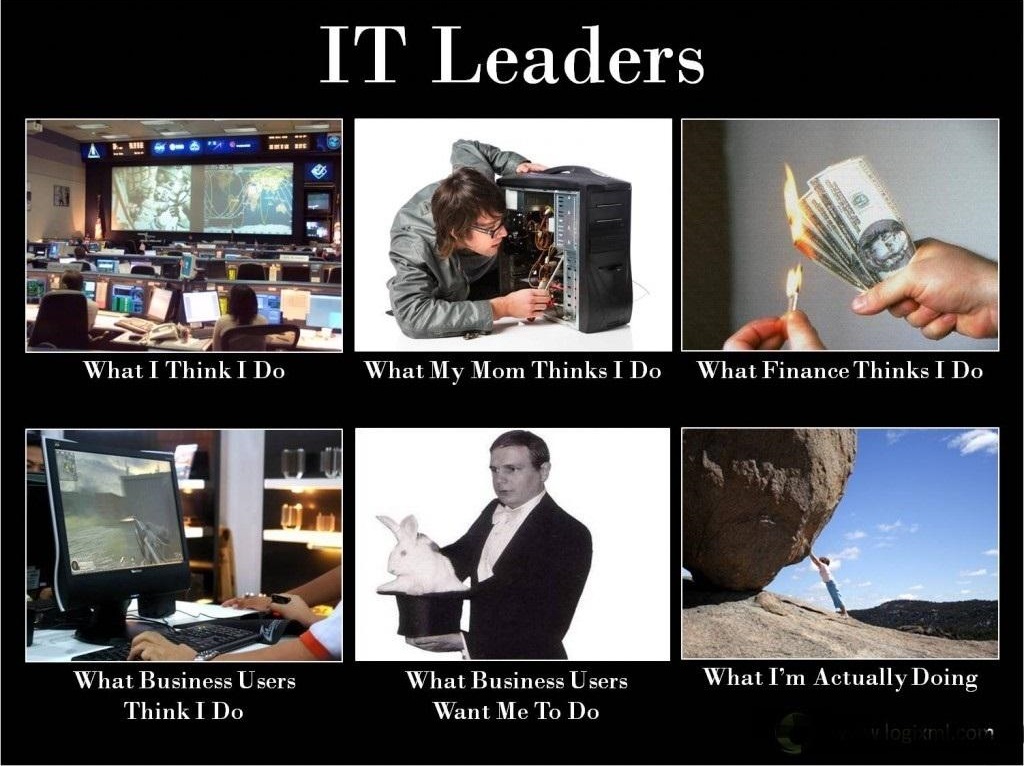 IT Leaders
What I Think I Do
What My Mom Thinks I Do
What Finance Thinks I Do
What Business Users
Think I Do
What Business Users
Want Me To Do
What I'm Actually Doing
logixml.com